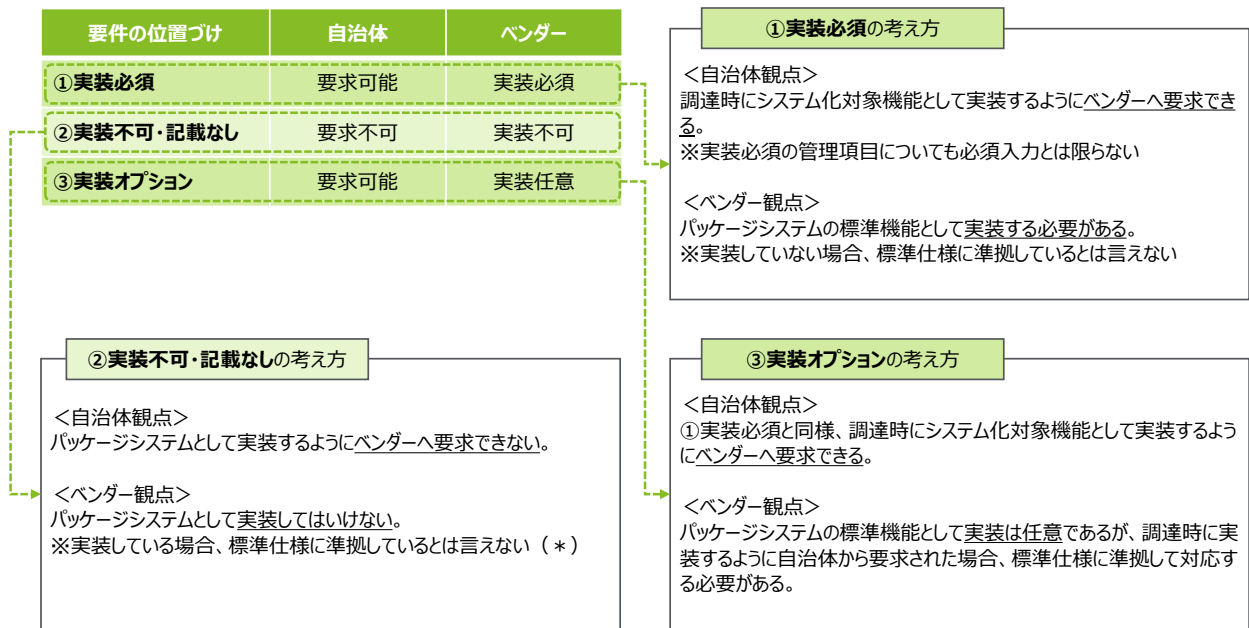 要件の位置づけ 自治体 ベンダー
①実装必須 要求可能 実装必須
②実装不可・記載なし 要求不可 実装不可
③実装オプション 要求可能 実装任意
①実装必須の考え方
＜自治体観点＞
調達時にシステム化対象機能として実装するようにベンダーへ要求でき
る。
※実装必須の管理項目についても必須入力とは限らない
＜ベンダー観点＞
パッケージシステムの標準機能として実装する必要がある。
※実装していない場合、標準仕様に準拠しているとは言えない
②実装不可・記載なしの考え方
＜自治体観点＞
パッケージシステムとして実装するようにベンダーへ要求できない。
＜ベンダー観点＞
パッケージシステムとして実装してはいけない。
※実装している場合、標準仕様に準拠しているとは言えない（＊）
③実装オプションの考え方
＜自治体観点＞
①実装必須と同様、調達時にシステム化対象機能として実装するよう
にベンダーへ要求できる。
＜ベンダー観点＞
パッケージシステムの標準機能として実装は任意であるが、調達時に実
装するように自治体から要求された場合、標準仕様に準拠して対応す
る必要がある。